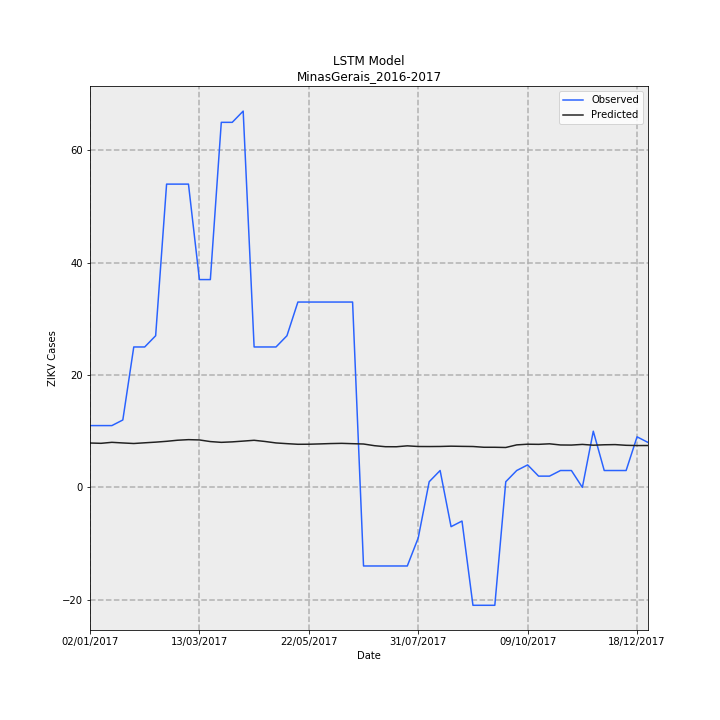 LSTM Model
MinasGerais_2016-2017
Observed
Predicted
ZIKV Cases
60
40
20
0
−20
02/01/2017 13/03/2017 22/05/2017 31/07/2017 09/10/2017 18/12/2017
Date